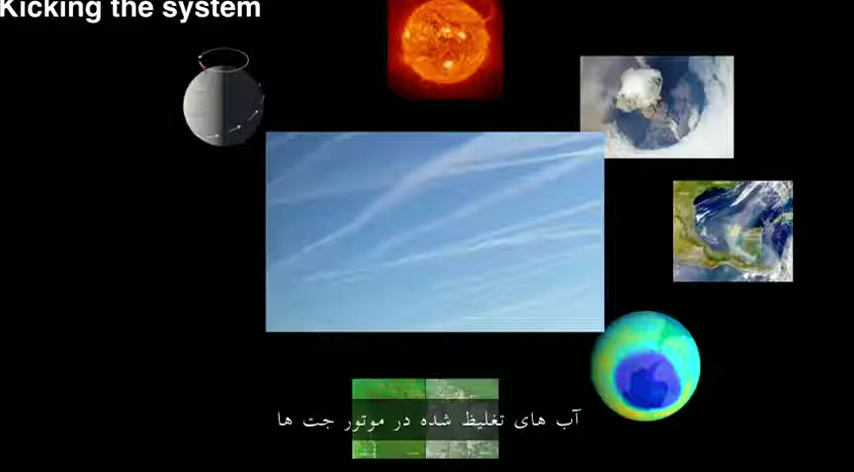 Kicking the system
آب های تغلیظ شده در موتور جت ها